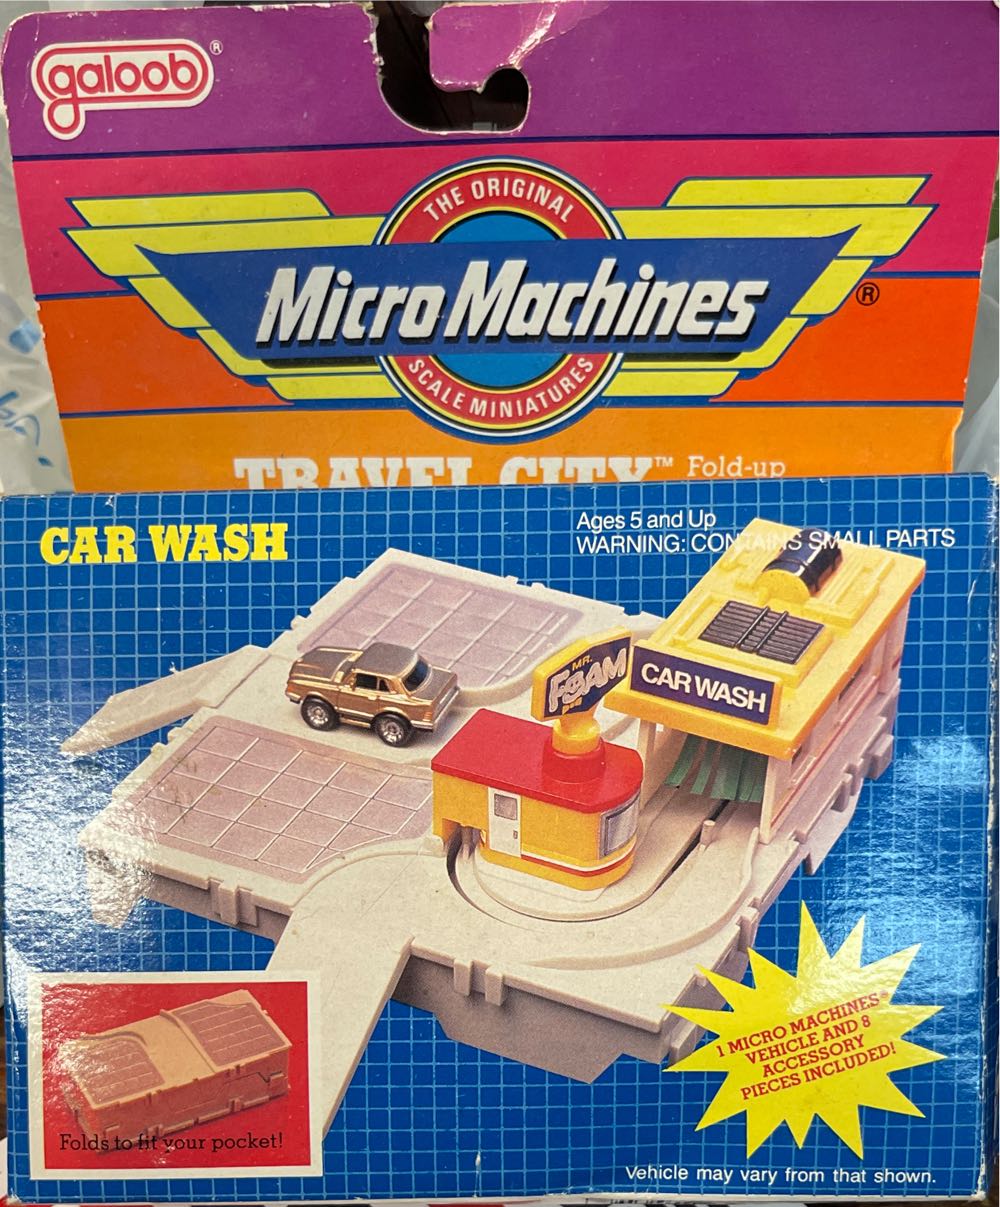 galoob®
THE ORIGINAL
Micro Machines®
SCALE MINIATURES
TRAVEL CITY™ Fold-up
CAR WASH
Ages 5 and Up
WARNING: CONTAINS SMALL PARTS
MR.
FOAM
CAR WASH
1 MICRO MACHINES®
VEHICLE AND 8
ACCESSORY
PIECES INCLUDED!
Folds to fit your pocket!
Vehicle may vary from that shown.